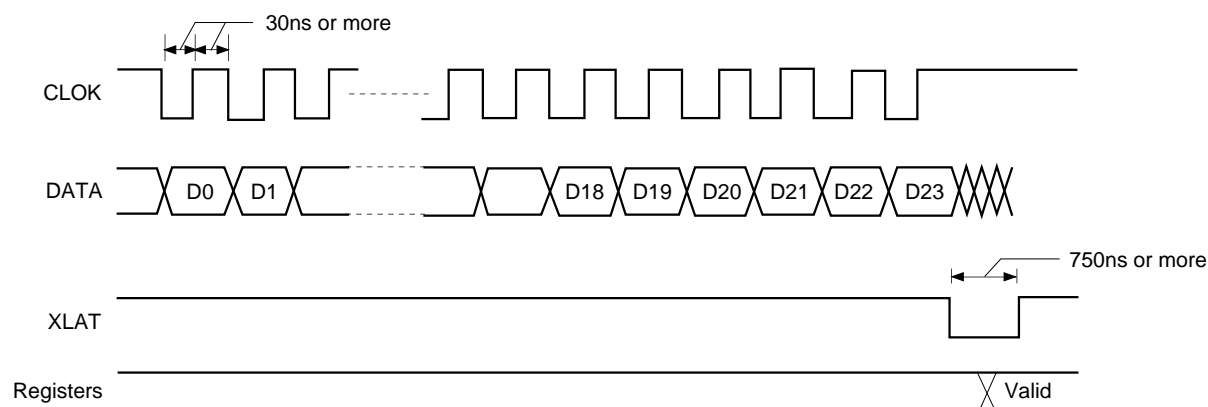 30ns or more
CLOK
DATA
D0 D1 D18 D19 D20 D21 D22 D23
750ns or more
XLAT
Registers
Valid